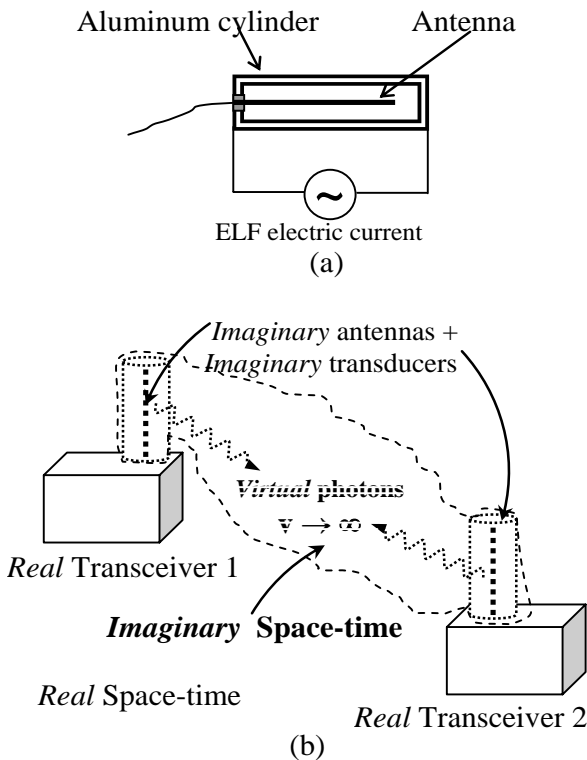 Aluminum cylinder
Antenna
~
ELF electric current
(a)
Imaginary antennas +
Imaginary transducers
Virtual photons
v → ∞
Real Transceiver 1
Imaginary Space-time
Real Space-time
Real Transceiver 2
(b)